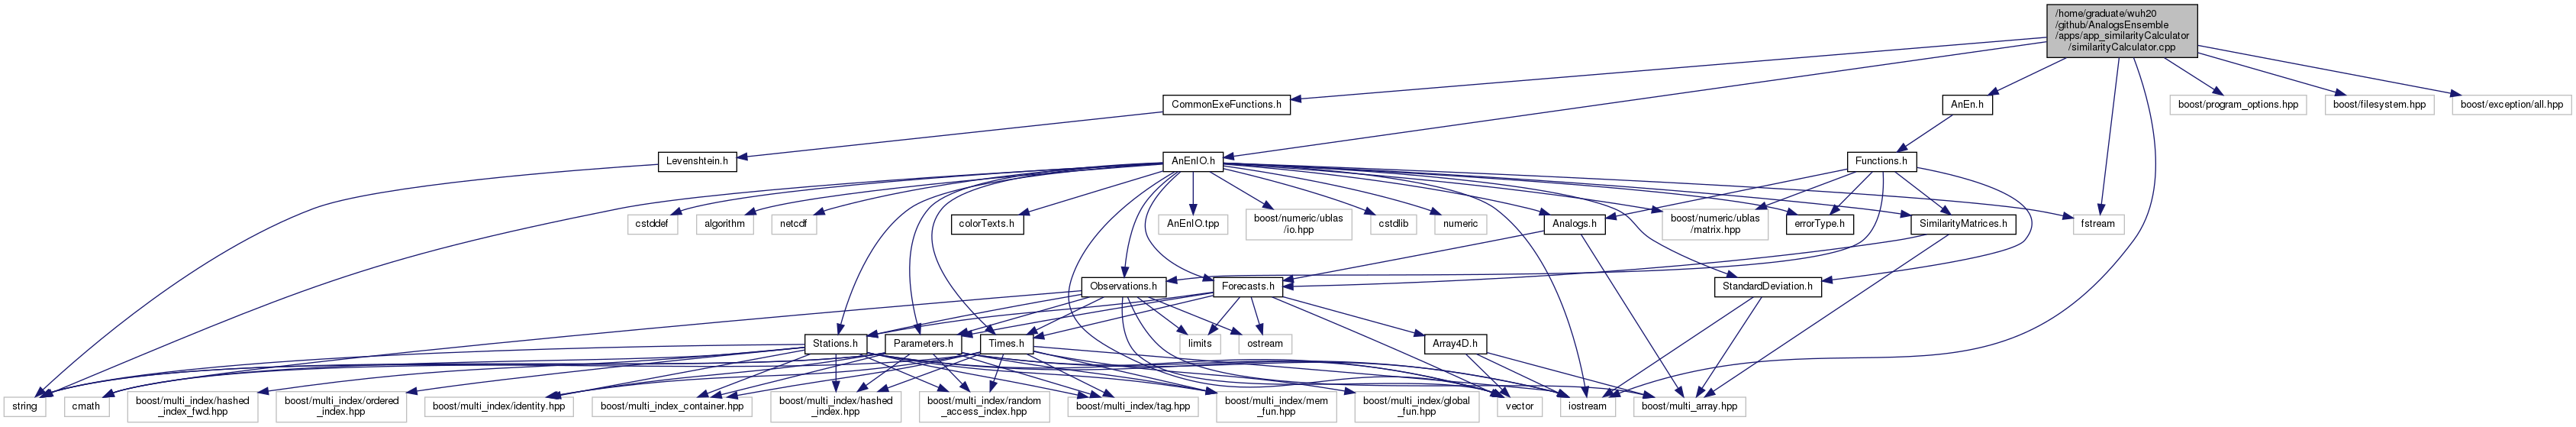 /home/graduate/wuh20
/github/AnalogsEnsemble
/apps/app_similarityCalculator
/similarityCalculator.cpp
CommonExeFunctions.h
AnEn.h
boost/program_options.hpp
boost/filesystem.hpp
boost/exception/all.hpp
Levenshtein.h
AnEnIO.h
Functions.h
cstddef
algorithm
netcdf
colorTexts.h
AnEnIO.tpp
boost/numeric/ublas
/io.hpp
cstdlib
numeric
Analogs.h
boost/numeric/ublas
/matrix.hpp
errorType.h
SimilarityMatrices.h
fstream
Observations.h
Forecasts.h
StandardDeviation.h
Stations.h
Parameters.h
Times.h
limits
ostream
Array4D.h
string
cmath
boost/multi_index/hashed
_index_fwd.hpp
boost/multi_index/ordered
_index.hpp
boost/multi_index/identity.hpp
boost/multi_index_container.hpp
boost/multi_index/hashed
_index.hpp
boost/multi_index/random
_access_index.hpp
boost/multi_index/tag.hpp
boost/multi_index/mem
_fun.hpp
boost/multi_index/global
_fun.hpp
vector
iostream
boost/multi_array.hpp